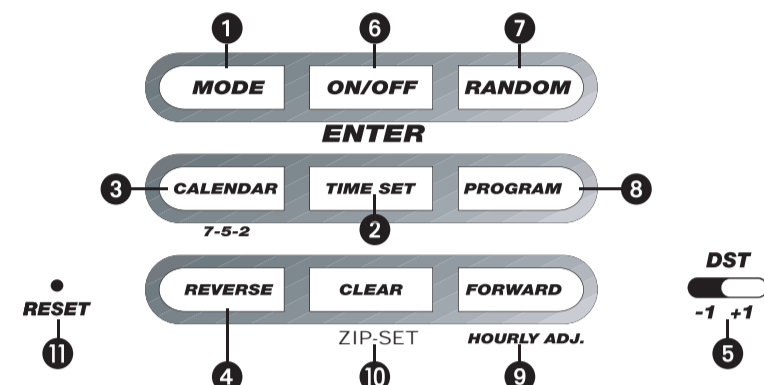 1 6 7
MODE ON/OFF RANDOM
ENTER
3 CALENDAR TIME SET PROGRAM 8
7-5-2 2
DST
REVERSE CLEAR FORWARD
RESET -1 +1
ZIP-SET HOURLY ADJ.
11 5
4 10 9